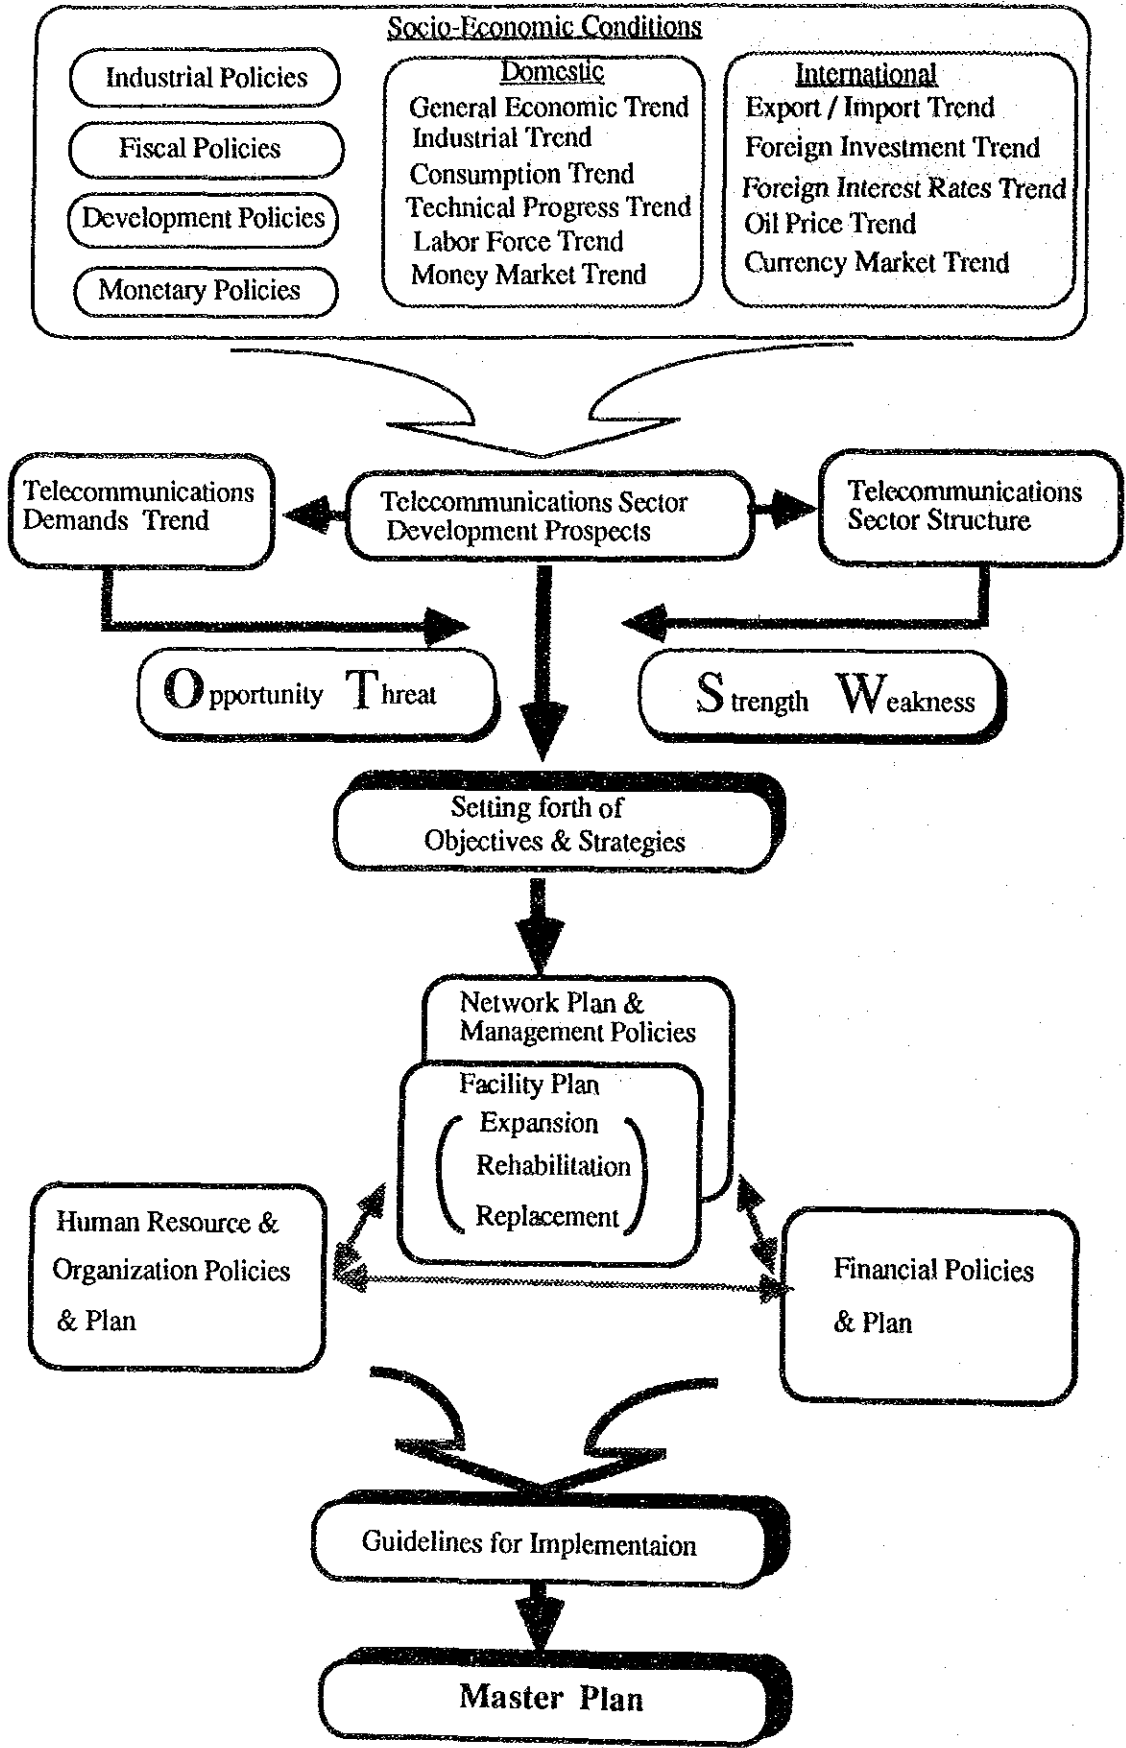 Socio-Economic Conditions
Industrial Policies
Fiscal Policies
Development Policies
Monetary Policies
Domestic
General Economic Trend
Industrial Trend
Consumption Trend
Technical Progress Trend
Labor Force Trend
Money Market Trend
International
Export / Import Trend
Foreign Investment Trend
Foreign Interest Rates Trend
Oil Price Trend
Currency Market Trend
Telecommunications
Demands Trend
Telecommunications Sector
Development Prospects
Telecommunications
Sector Structure
Opportunity Threat
Strength Weakness
Setting forth of
Objectives & Strategies
Network Plan &
Management Policies
Facility Plan
Expansion
Rehabilitation
Replacement
Human Resource &
Organization Policies
& Plan
Financial Policies
& Plan
Guidelines for Implementaion
Master Plan